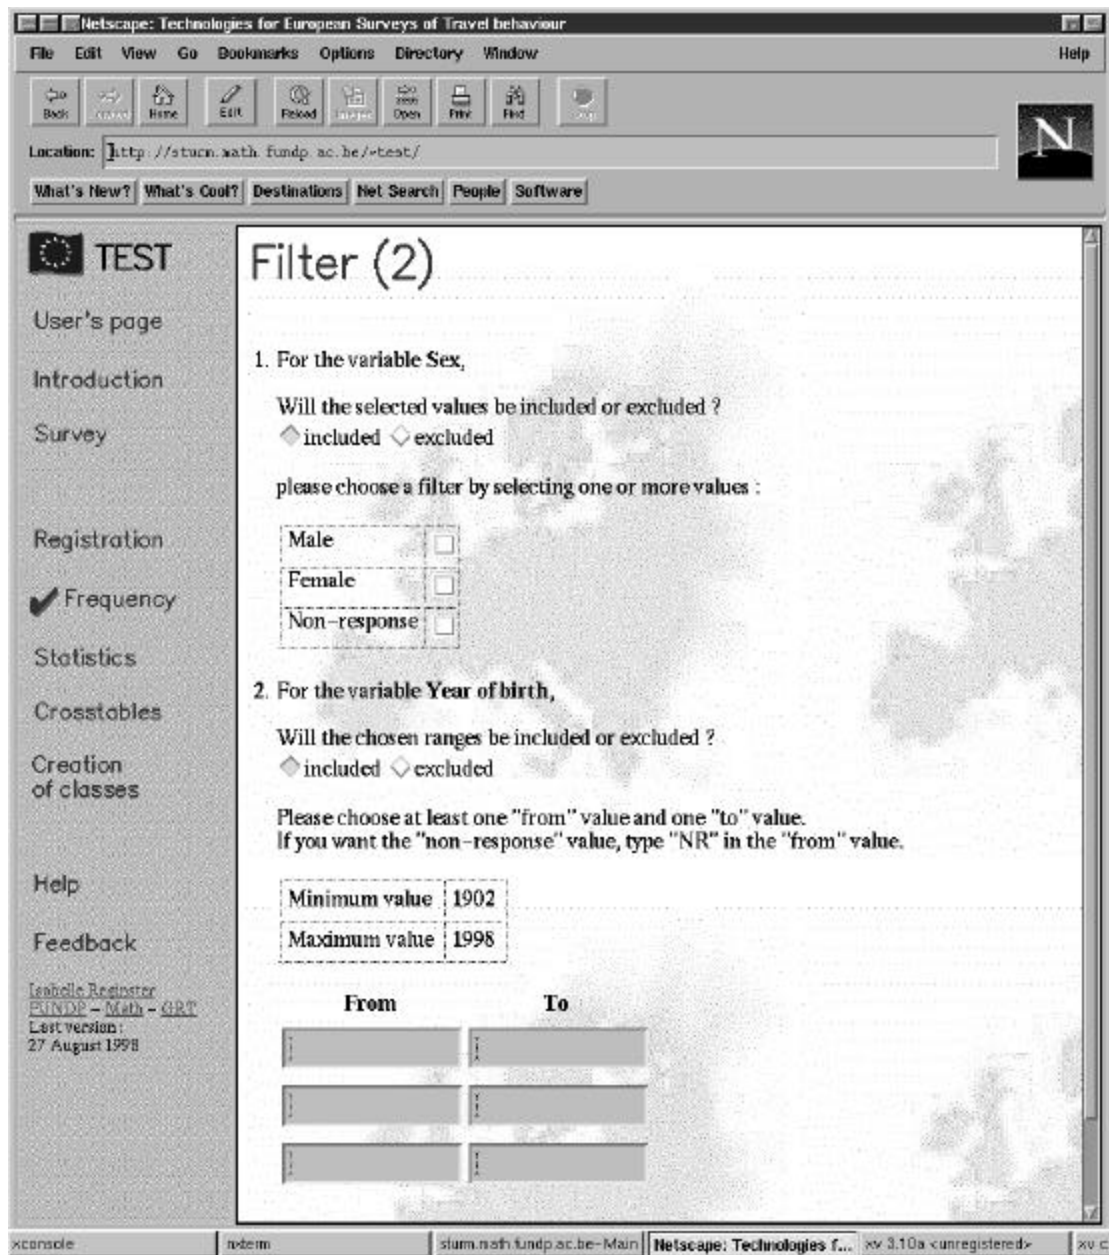 Netscape: Technologies for European Surveys of Travel behaviour
File Edit View Go Bookmarks Options Directory Window Help
Back Forward Home Edit Reload Images Open Print Find Stop
Location: http://sturm.math.fundp.ac.be/~test/
What's New? What's Cool? Destinations Net Search People Software
TEST
User's page
Introduction
Survey
Registration
Frequency
Statistics
Crosstables
Creation
of classes
Help
Feedback
Isabelle Reginster
FUNDP - Math - GRT
Last version:
27 August 1998
Filter (2)
1. For the variable Sex,
Will the selected values be included or excluded ?
included excluded
please choose a filter by selecting one or more values :
Male
Female
Non-response
2. For the variable Year of birth,
Will the chosen ranges be included or excluded ?
included excluded
Please choose at least one "from" value and one "to" value.
If you want the "non-response" value, type "NR" in the "from" value.
Minimum value 1902
Maximum value 1998
From To
xconsole nxterm sturm.math.fundp.ac.be-Main Netscape: Technologies f... xv 3.10a <unregistered> xv c